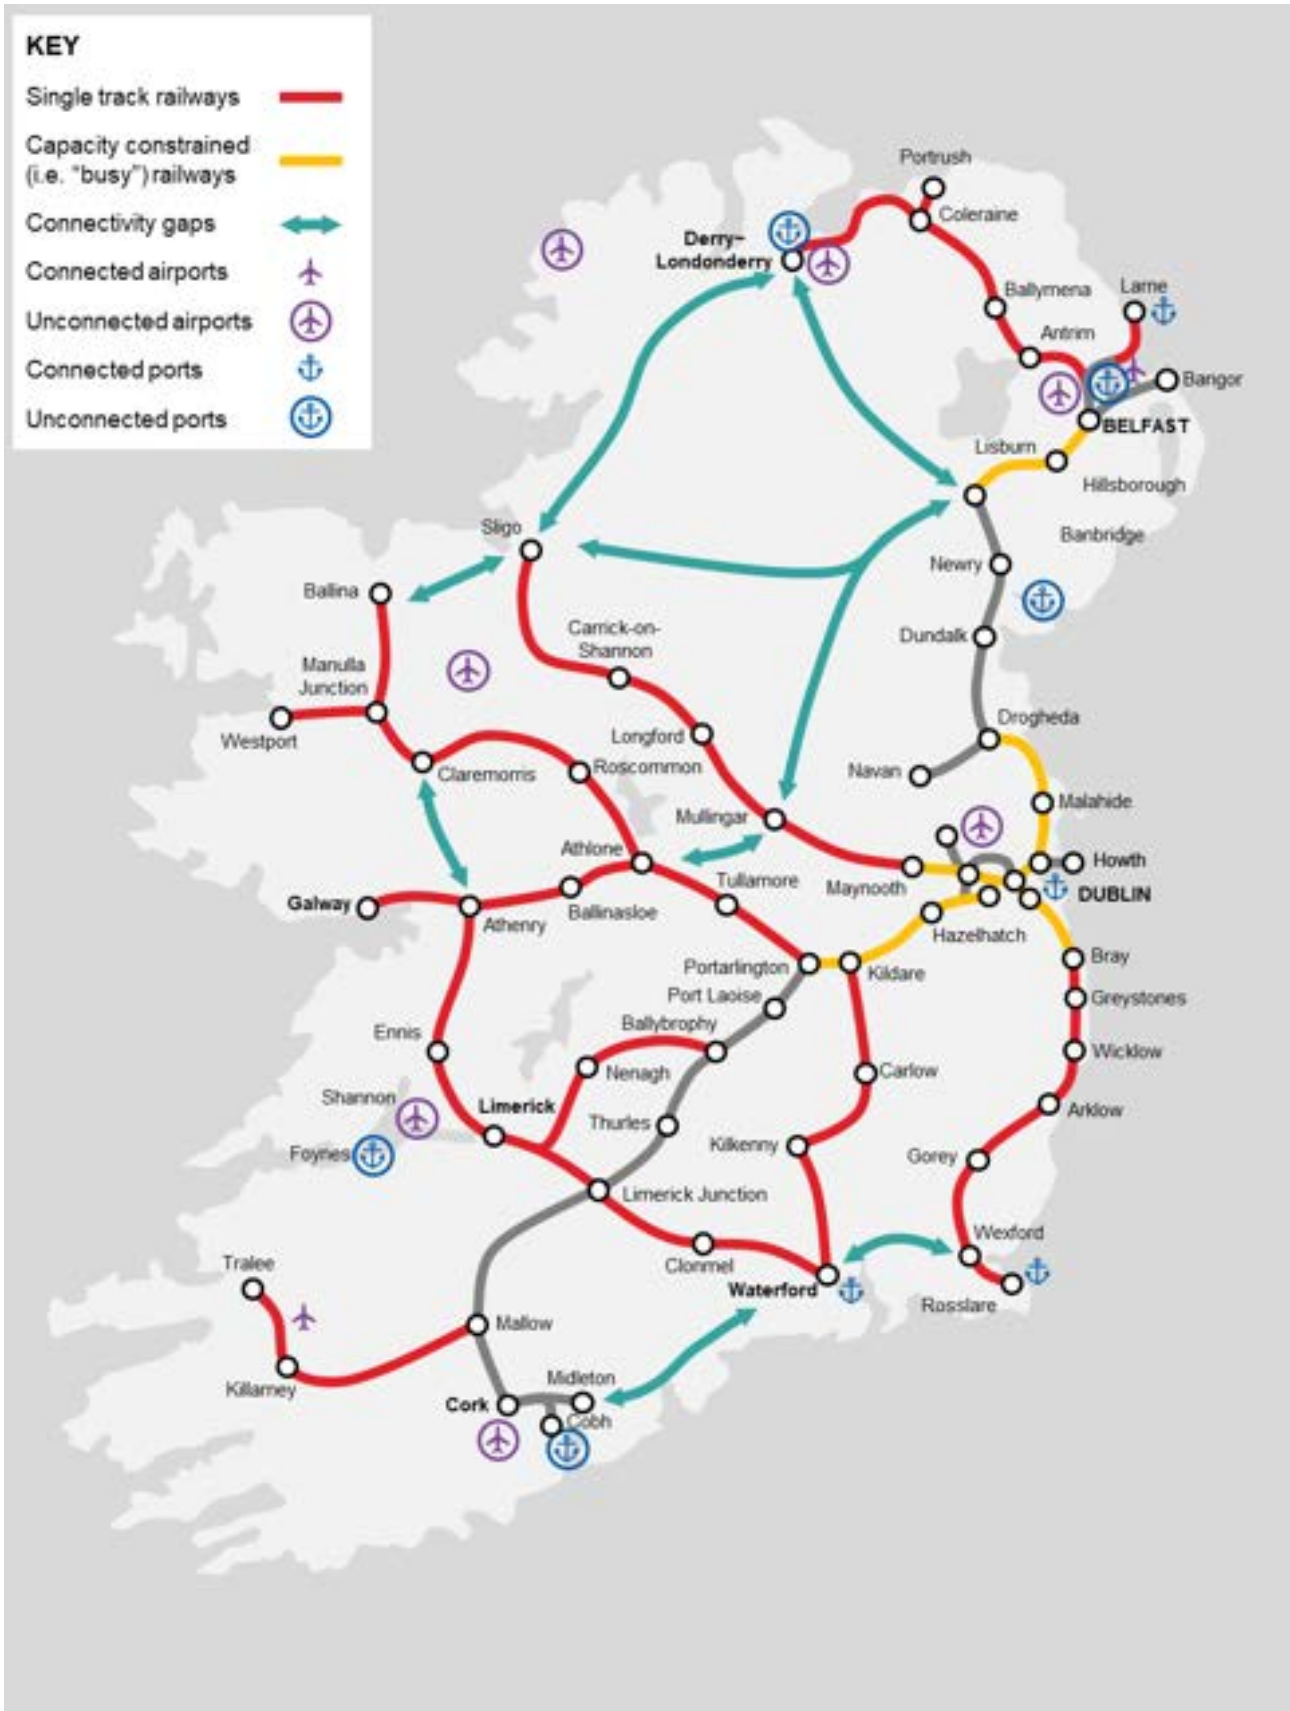 KEY
Single track railways
Capacity constrained
(i.e. "busy") railways
Connectivity gaps
Connected airports
Unconnected airports
Connected ports
Unconnected ports
Portrush
Coleraine
Derry~
Londonderry
Ballymena
Larne
Antrim
Bangor
BELFAST
Lisburn
Hillsborough
Banbridge
Sligo
Newry
Ballina
Dundalk
Carrick-on-
Shannon
Manulla
Junction
Drogheda
Westport
Longford
Claremorris
Roscommon
Navan
Malahide
Mullingar
Athlone
Howth
Tullamore
Maynooth
DUBLIN
Galway
Ballinasloe
Athenry
Hazelhatch
Bray
Portarlington
Kildare
Port Laoise
Greystones
Ballybrophy
Ennis
Wicklow
Nenagh
Carlow
Shannon
Limerick
Arklow
Thurles
Foynes
Kilkenny
Gorey
Limerick Junction
Wexford
Tralee
Clonmel
Waterford
Rosslare
Mallow
Midleton
Killarney
Cork
Cobh